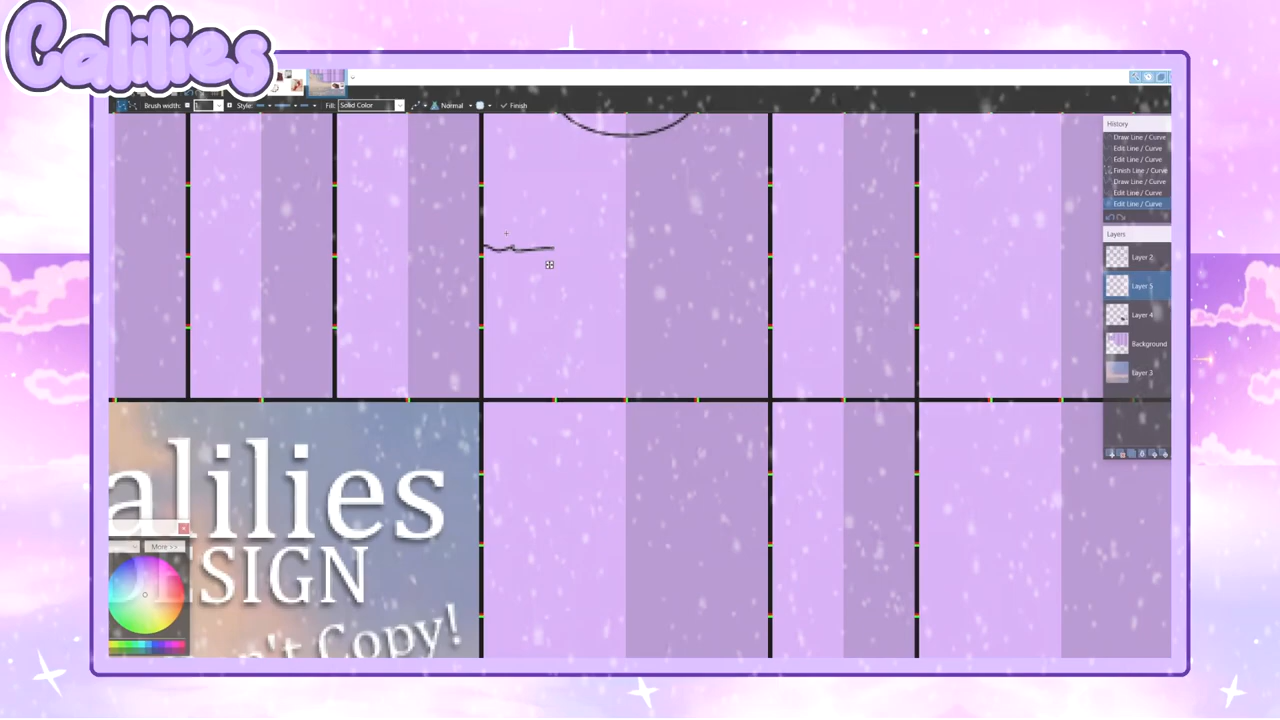 Calilies
Brush width: 1 Style: Fill: Solid Color Normal Finish
History
Draw Line / Curve
Edit Line / Curve
Edit Line / Curve
Finish Line / Curve
Draw Line / Curve
Edit Line / Curve
Edit Line / Curve
Layers
Layer 2
Layer 5
Layer 4
Background
Layer 3
alilies
DESIGN
n't Copy!
More >>